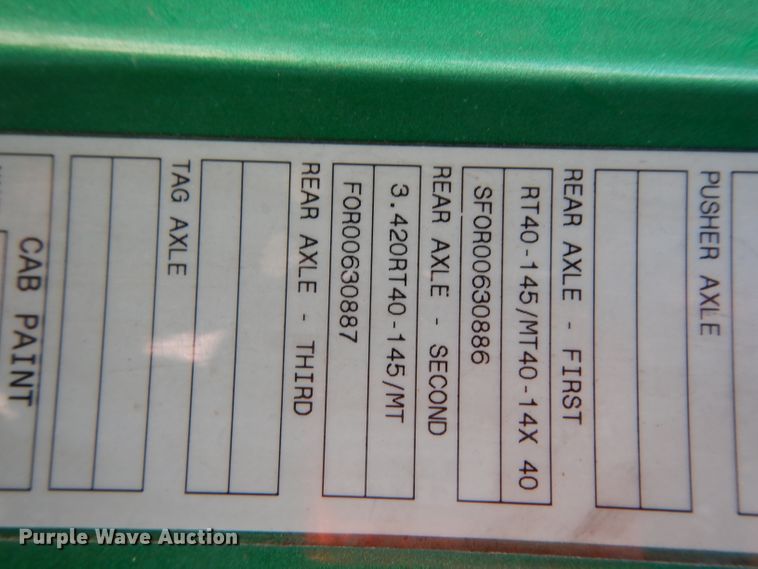 PUSHER AXLE
REAR AXLE - FIRST
RT40-145/MT40-14X 40
SFOR00630886
REAR AXLE - SECOND
3.420RT40-145/MT
FOR00630887
REAR AXLE - THIRD
TAG AXLE
CAB PAINT
Purple Wave Auction